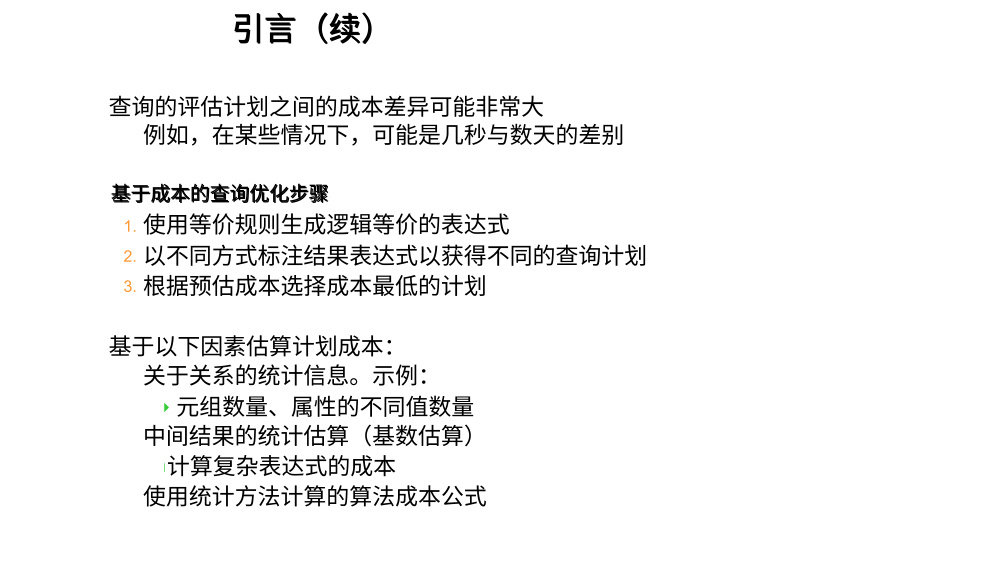 引言（续）
查询的评估计划之间的成本差异可能非常大
例如，在某些情况下，可能是几秒与数天的差别
基于成本的查询优化步骤
1. 使用等价规则生成逻辑等价的表达式
2. 以不同方式标注结果表达式以获得不同的查询计划
3. 根据预估成本选择成本最低的计划
基于以下因素估算计划成本：
关于关系的统计信息。示例：
元组数量、属性的不同值数量
中间结果的统计估算（基数估算）
计算复杂表达式的成本
使用统计方法计算的算法成本公式